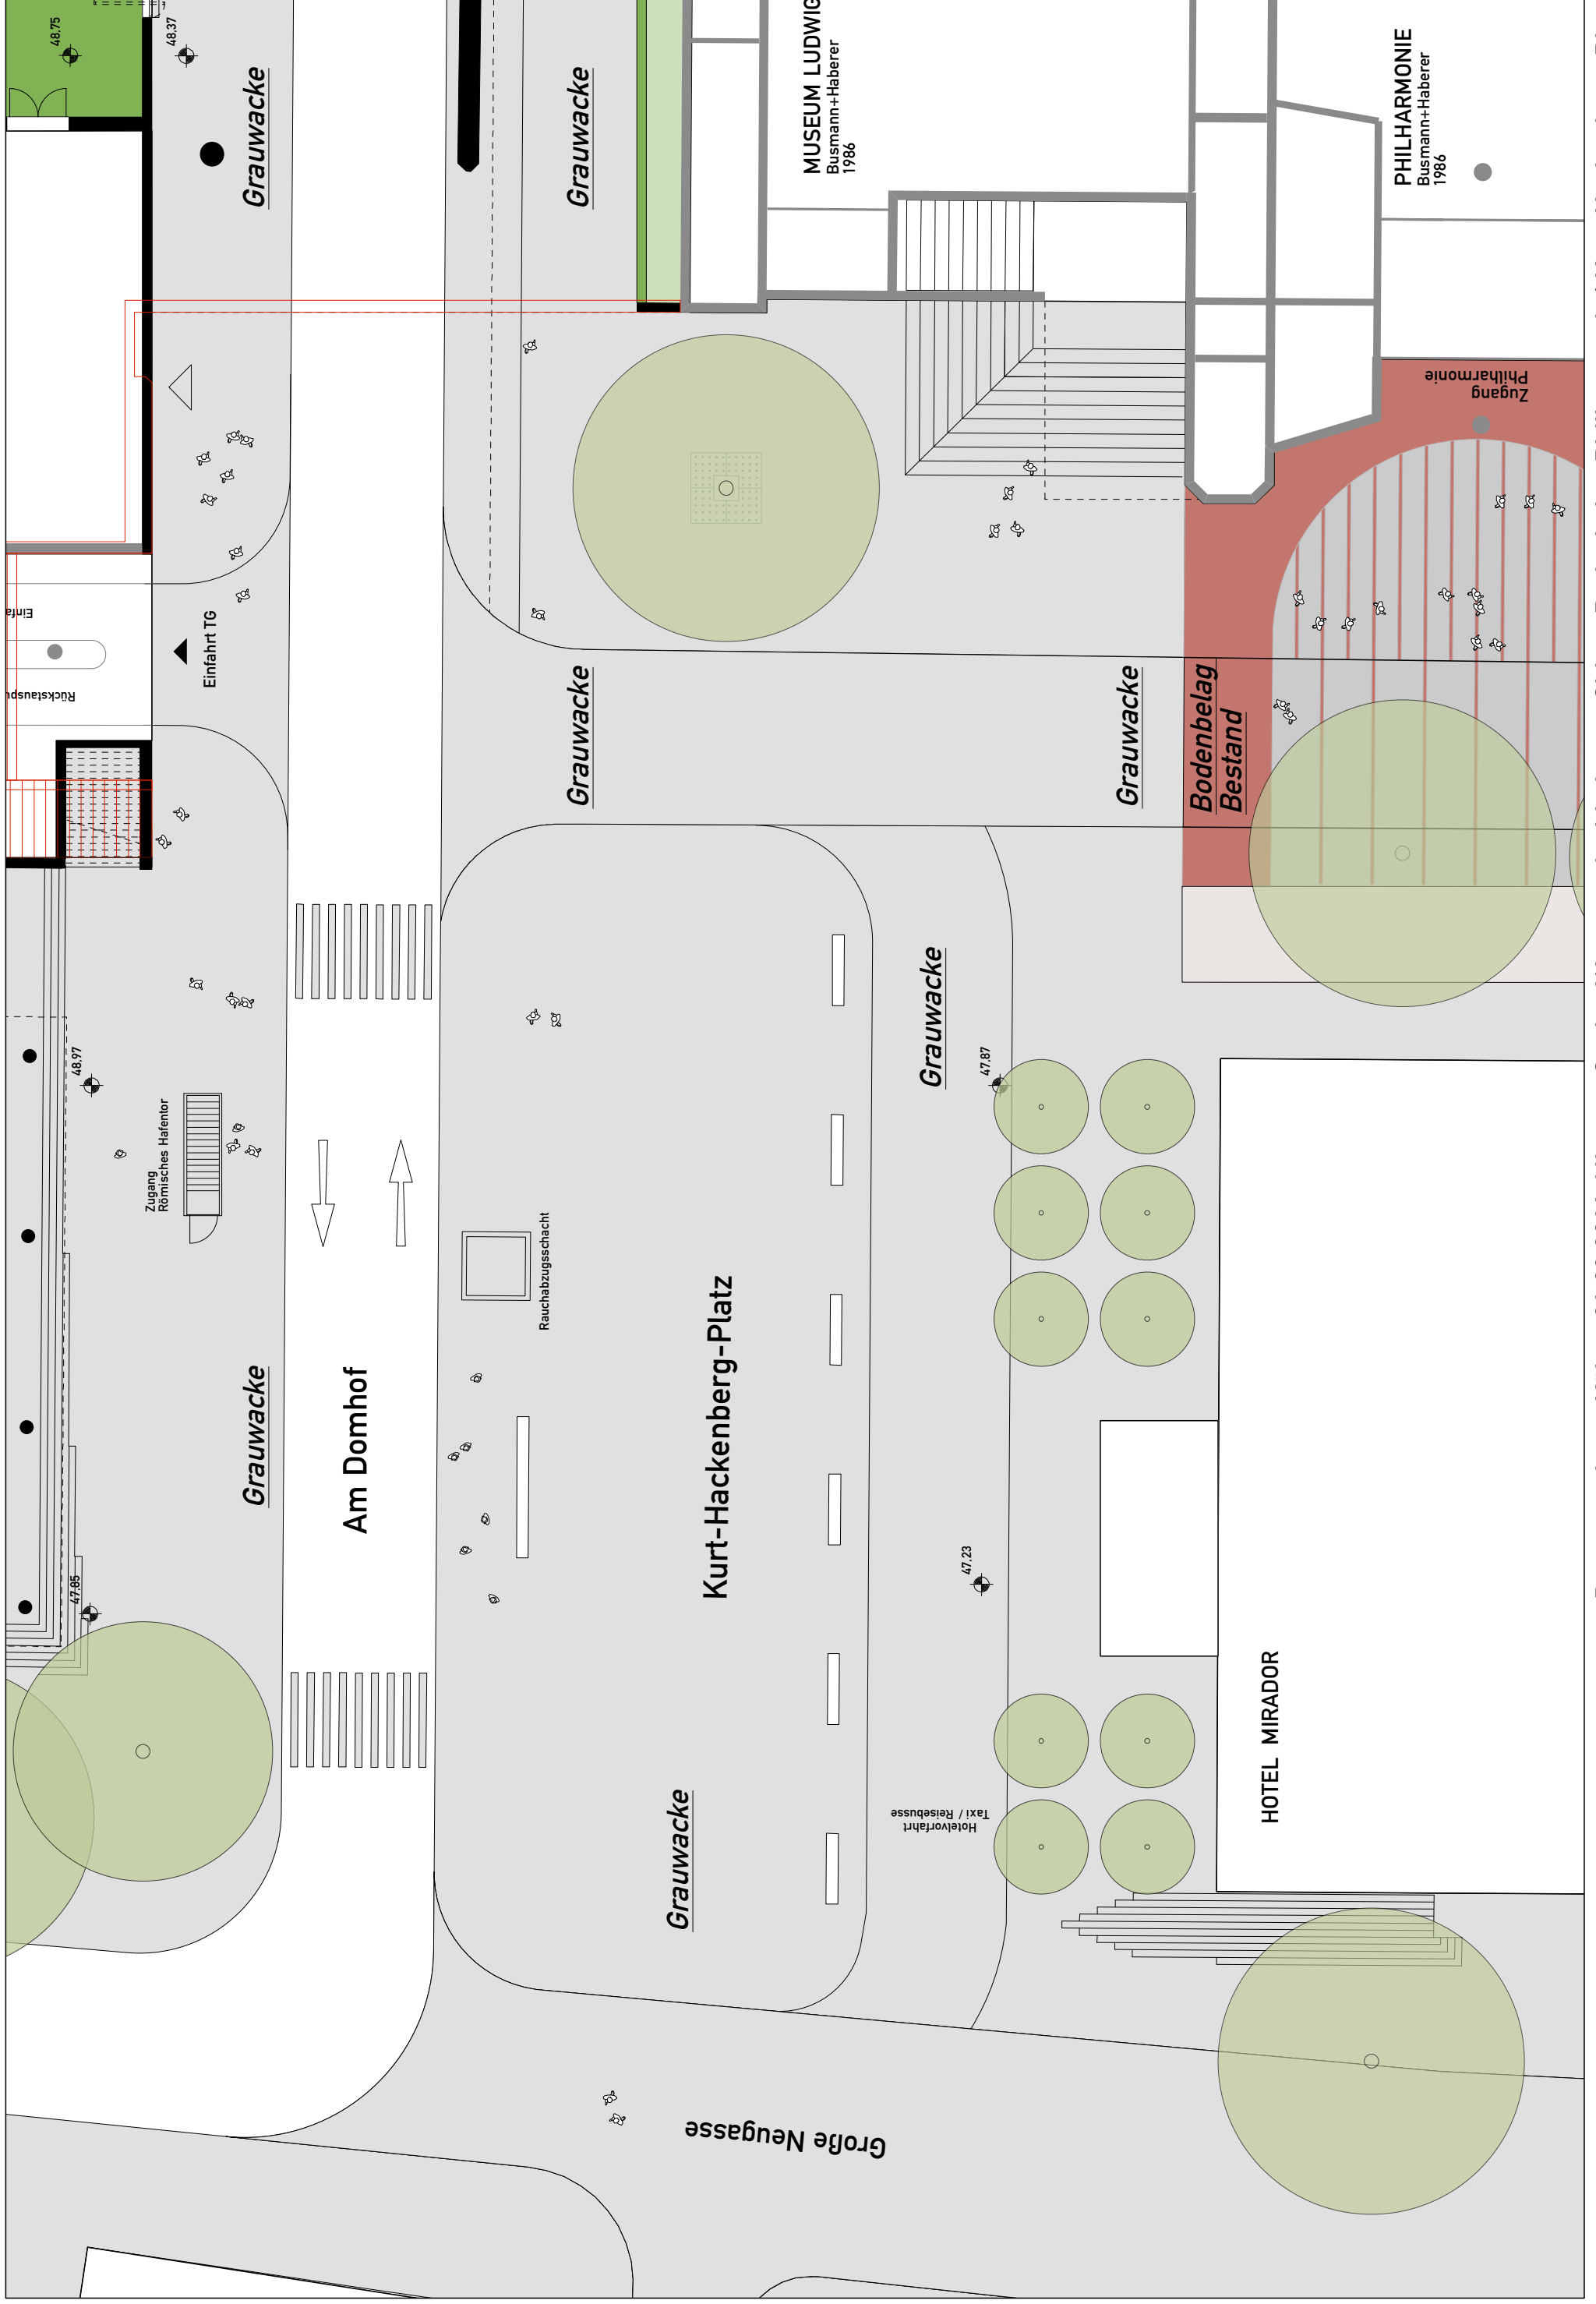 48.75
48.37
Grauwacke
Grauwacke
MUSEUM LUDWIG
Busmann+Haberer
1986
PHILHARMONIE
Busmann+Haberer
1986
Zugang
Philharmonie
Einfahrt TG
Grauwacke
Grauwacke
Bodenbelag
Bestand
Grauwacke
48.97
47.87
Zugang
Römisches Hafentor
Rauchabzugsschacht
Grauwacke
Am Domhof
Kurt-Hackenberg-Platz
47.85
47.23
HOTEL MIRADOR
Grauwacke
Hotelvorfahrt
Taxi / Reisebusse
Große Neugasse